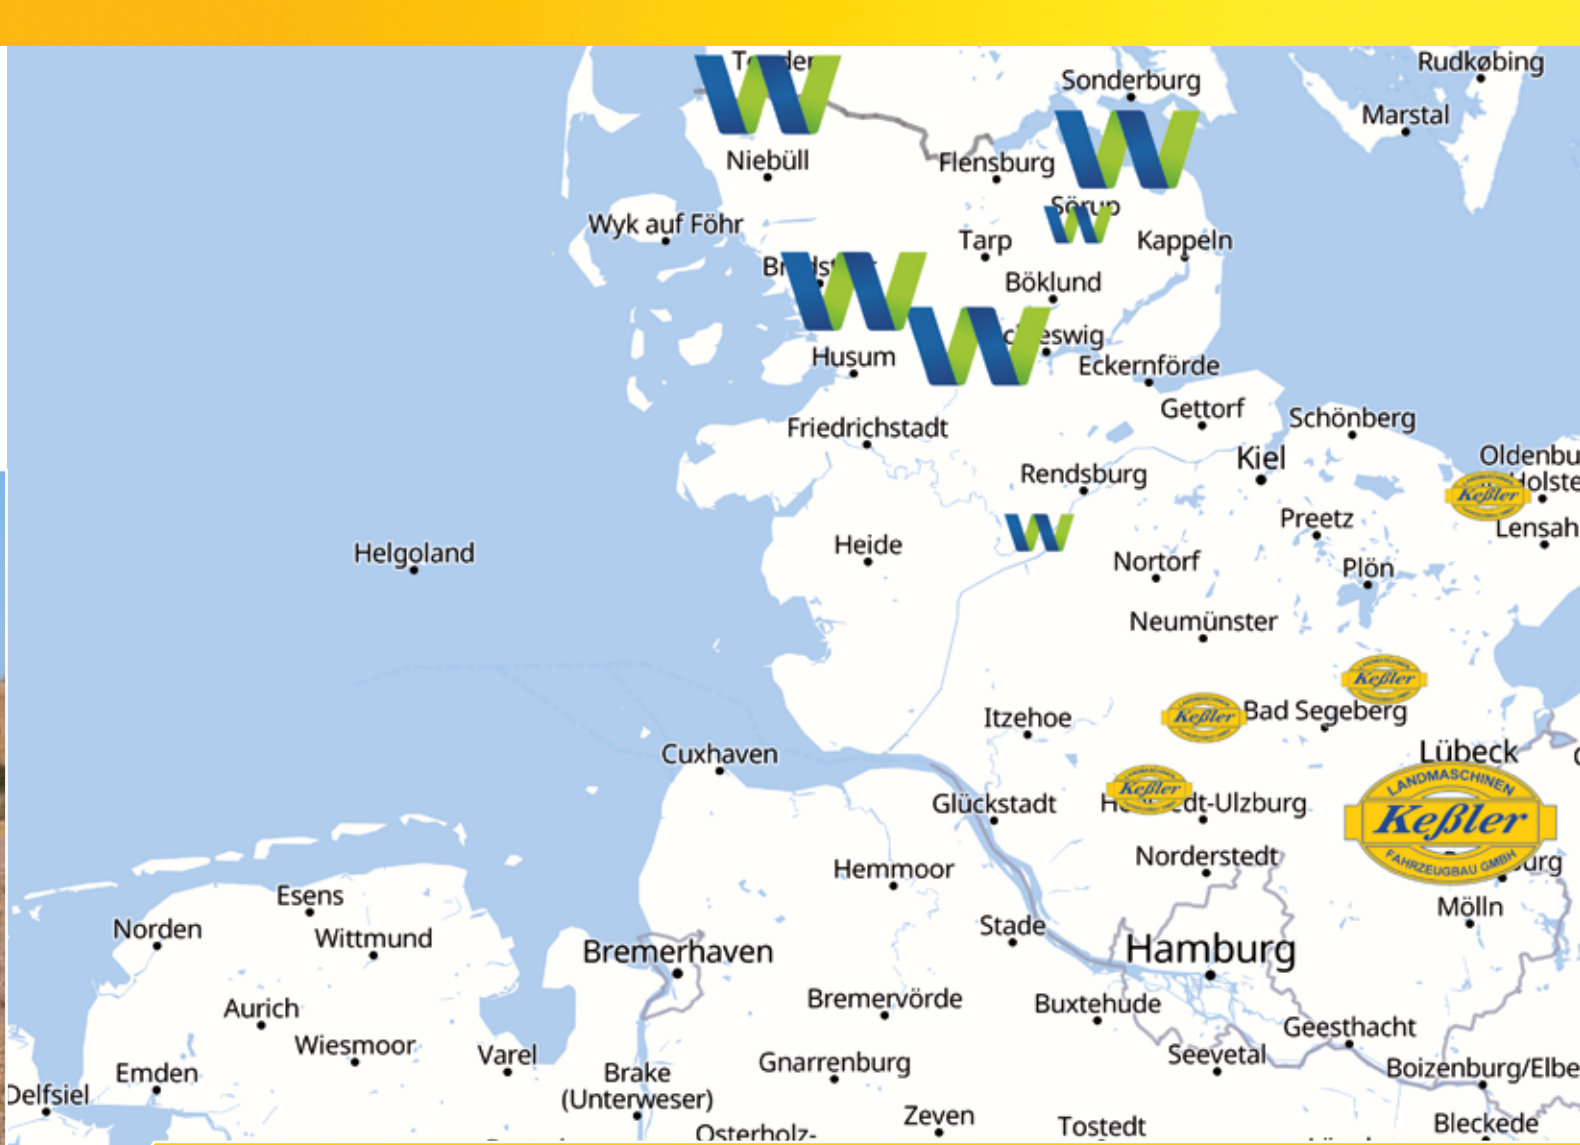 Rudkøbing
Sonderburg
Marstal
Niebüll
Flensburg
Sörup
Wyk auf Föhr
Tarp
Kappeln
Böklund
Husum
Eckernförde
Gettorf
Schönberg
Friedrichstadt
Kiel
Rendsburg
Keßler
Preetz
Heide
Helgoland
Nortorf
Plön
Neumünster
Keßler
Itzehoe
Keßler
Bad Segeberg
Cuxhaven
Lübeck
LANDMASCHINEN
Keßler
FAHRZEUGBAU GMBH
Keßler
Glückstadt
Norderstedt
Hemmoor
Esens
Mölln
Norden
Wittmund
Stade
Bremerhaven
Hamburg
Bremervörde
Buxtehude
Aurich
Geesthacht
Wiesmoor
Varel
Seevetal
Gnarrenburg
Emden
Brake
(Unterweser)
Boizenburg/Elbe
Delfsiel
Zeven
Tostedt
Bleckede
Osterholz-